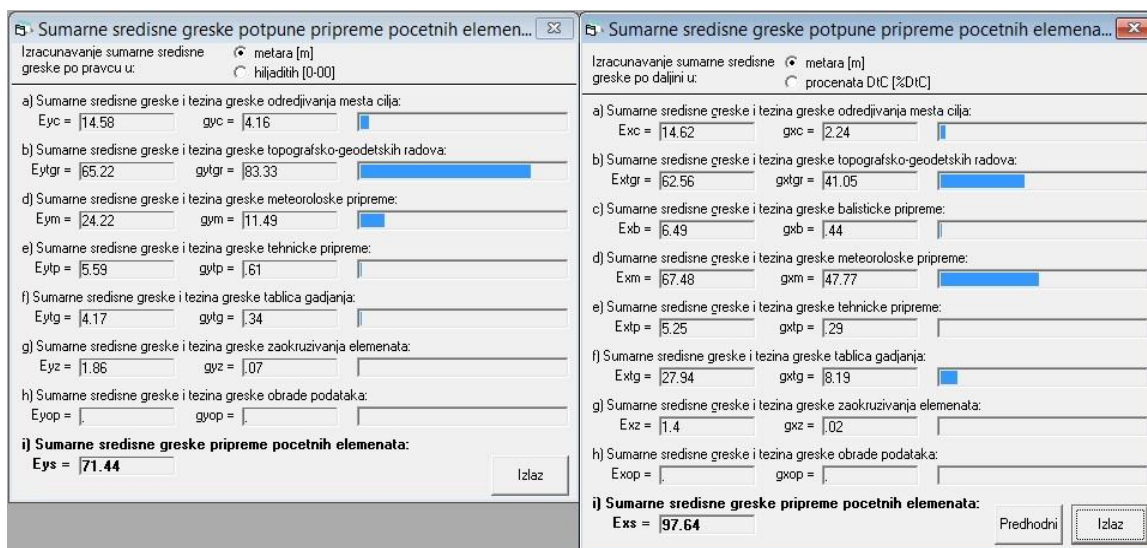 Sumarne sredisne greske potpune pripreme pocetnih elemen...
Izracunavanje sumarne sredisne
greske po pravcu u:
metara [m]
hiljaditih [0-00]
a) Sumarne sredisne greske i tezina greske odredjivanja mesta cilja:
Eyc = 14.58 gyc = 4.16
b) Sumarne sredisne greske i tezina greske topografsko-geodetskih radova:
Eytgr = 65.22 gytgr = 83.33
d) Sumarne sredisne greske i tezina greske meteoroloske pripreme:
Eym = 24.22 gym = 11.49
e) Sumarne sredisne greske i tezina greske tehnicke pripreme:
Eytp = 5.59 gytp = .61
f) Sumarne sredisne greske i tezina greske tablica gadjanja:
Eytg = 4.17 gytg = .34
g) Sumarne sredisne greske i tezina greske zaokruzivanja elemenata:
Eyz = 1.86 gyz = .07
h) Sumarne sredisne greske i tezina greske obrade podataka:
Eyop = . gyop = .
i) Sumarne sredisne greske pripreme pocetnih elemenata:
Eys = 71.44
Izlaz
Sumarne sredisne greske potpune pripreme pocetnih elemena...
Izracunavanje sumarne sredisne
greske po daljini u:
metara [m]
procenata DtC [%DtC]
a) Sumarne sredisne greske i tezina greske odredjivanja mesta cilja:
Exc = 14.62 gxc = 2.24
b) Sumarne sredisne greske i tezina greske topografsko-geodetskih radova:
Extgr = 62.56 gxtgr = 41.05
c) Sumarne sredisne greske i tezina greske balisticke pripreme:
Exb = 6.49 gxb = .44
d) Sumarne sredisne greske i tezina greske meteoroloske pripreme:
Exm = 67.48 gxm = 47.77
e) Sumarne sredisne greske i tezina greske tehnicke pripreme:
Extp = 5.25 gxtp = .29
f) Sumarne sredisne greske i tezina greske tablica gadjanja:
Extg = 27.94 gxtg = 8.19
g) Sumarne sredisne greske i tezina greske zaokruzivanja elemenata:
Exz = 1.4 gxz = .02
h) Sumarne sredisne greske i tezina greske obrade podataka:
Exop = . gxop = .
i) Sumarne sredisne greske pripreme pocetnih elemenata:
Exs = 97.64
Predhodni
Izlaz